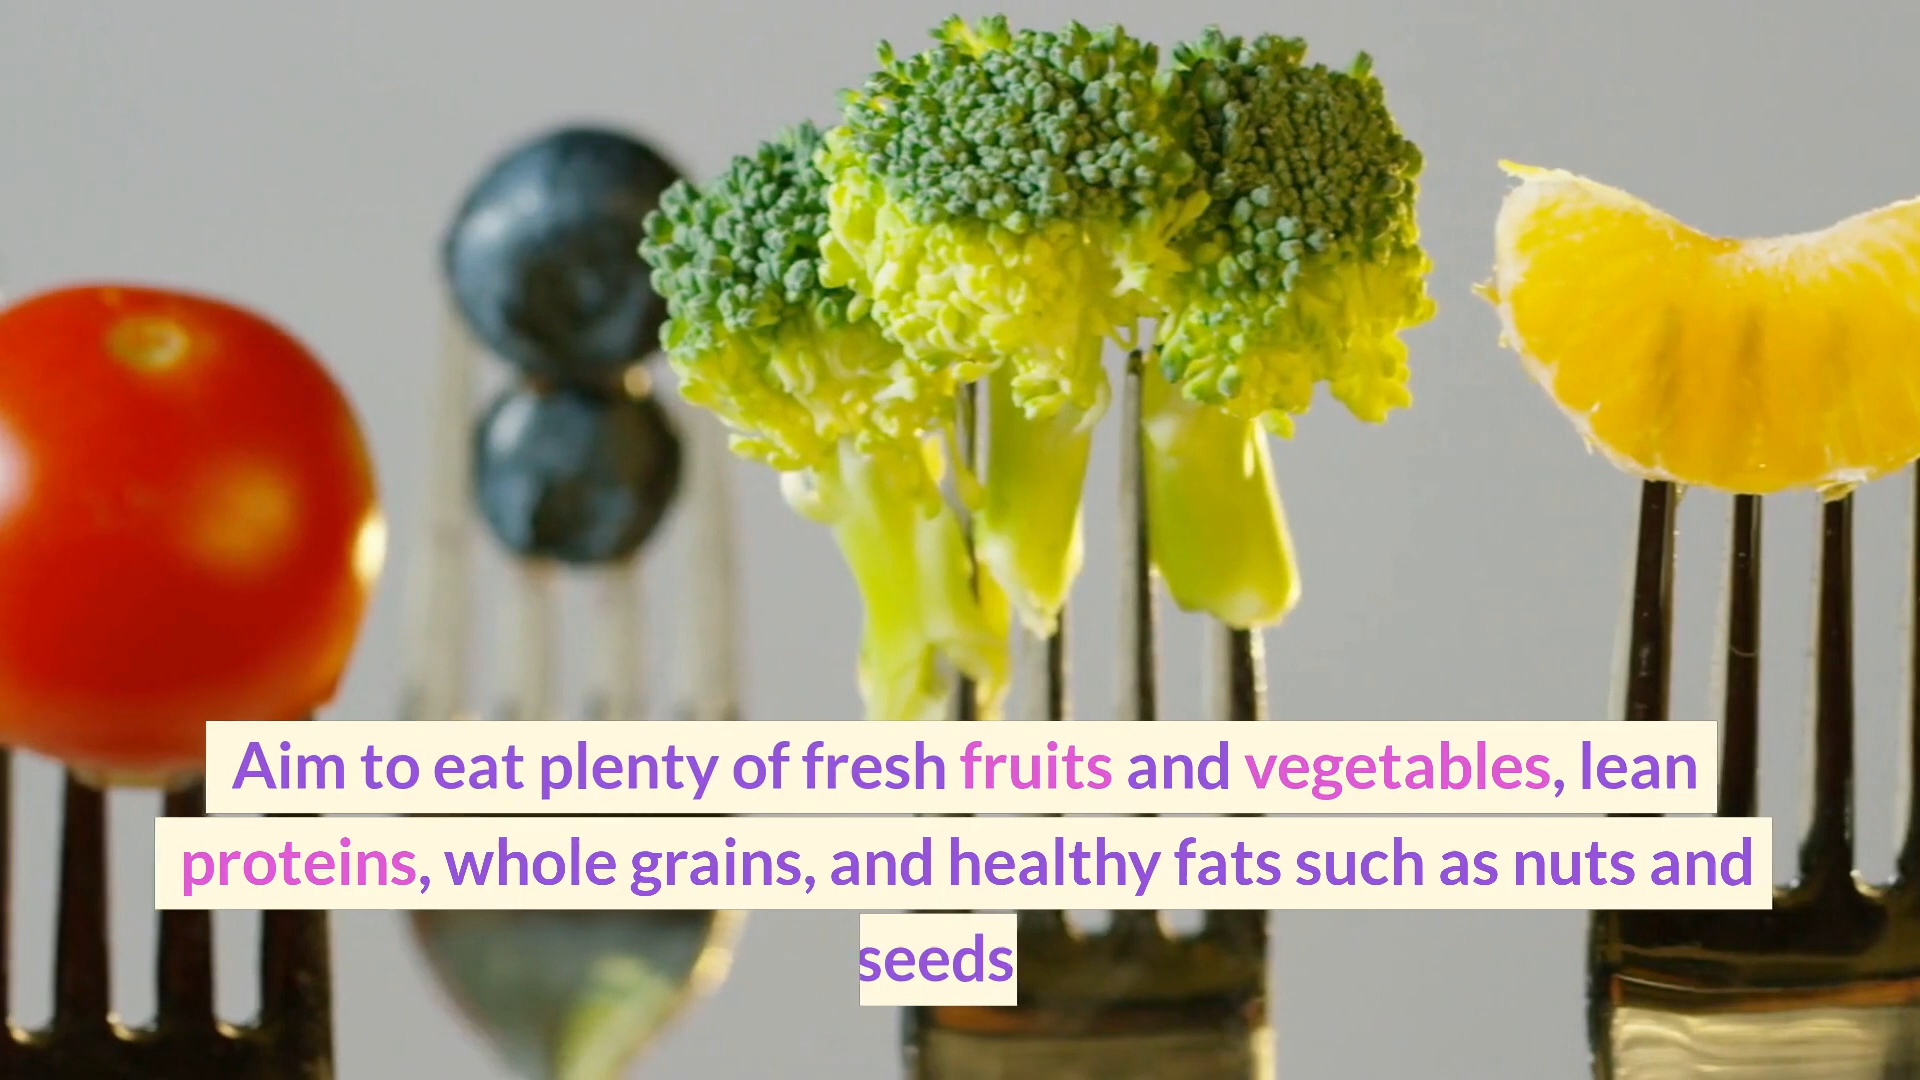 Aim to eat plenty of fresh fruits and vegetables, lean
proteins, whole grains, and healthy fats such as nuts and
seeds